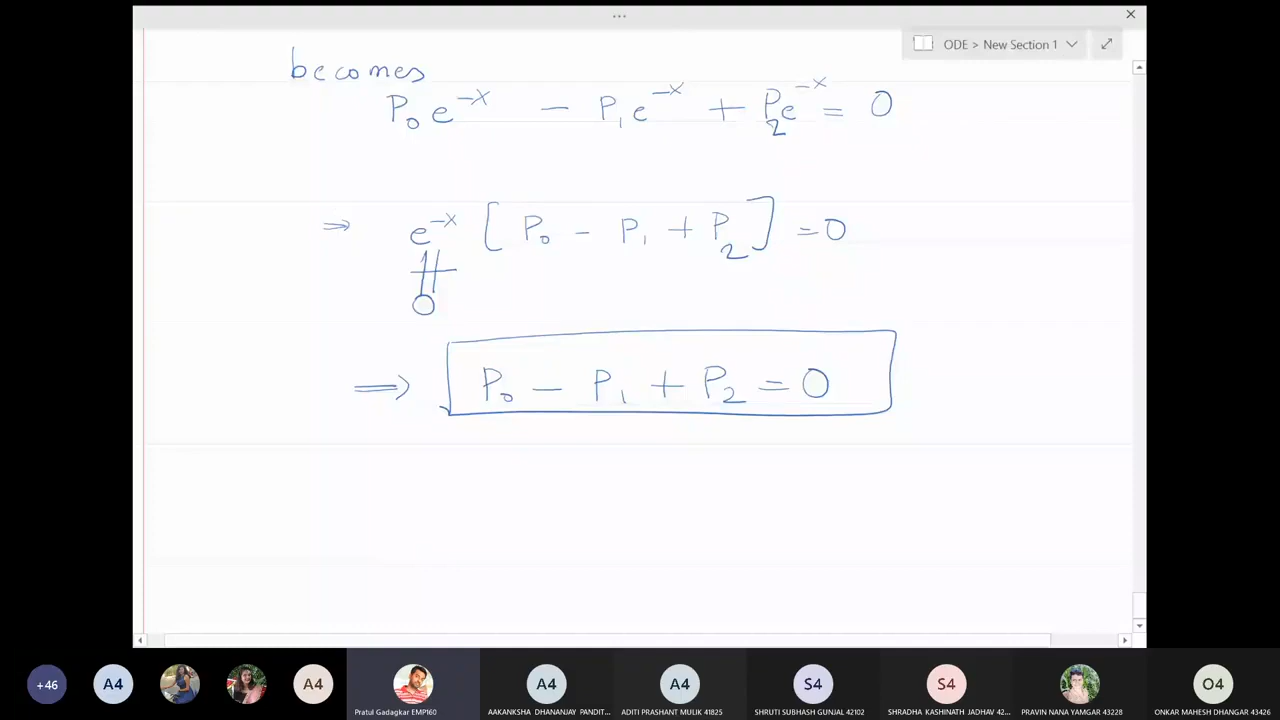 ...
ODE > New Section 1
becomes
P₀e⁻ˣ - P₁e⁻ˣ + P₂e⁻ˣ = 0
⇒ e⁻ˣ [ P₀ - P₁ + P₂ ] = 0
≠
0
⟹ P₀ - P₁ + P₂ = 0
+46
A4
A4
A4
A4
S4
S4
O4
Pratul Gadagkar EMP160
AAKANKSHA DHANANJAY PANDIT...
ADITI PRASHANT MULIK 41825
SHRUTI SUBHASH GUNJAL 42102
SHRADHA KASHINATH JADHAV 42...
PRAVIN NANA YAMGAR 43228
ONKAR MAHESH DHANGAR 43426